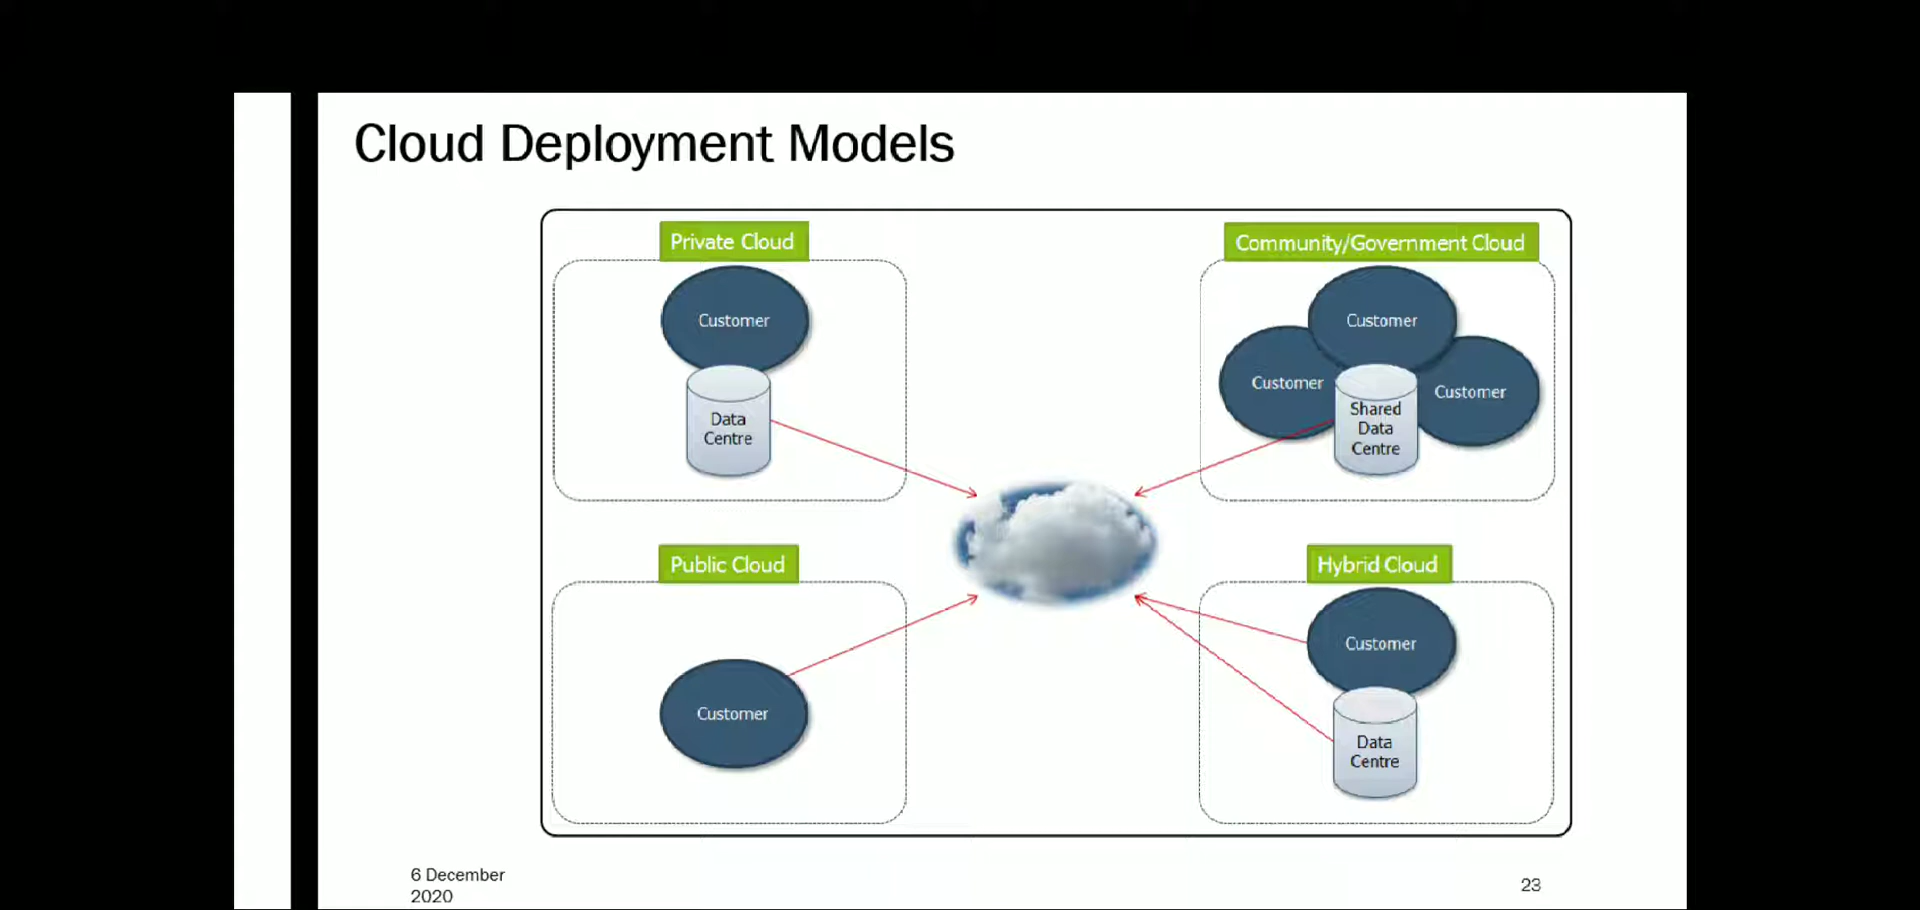 Cloud Deployment Models
Private Cloud
Customer
Data
Centre
Community/Government Cloud
Customer
Customer
Customer
Shared
Data
Centre
Public Cloud
Customer
Hybrid Cloud
Customer
Data
Centre
6 December
2020
23